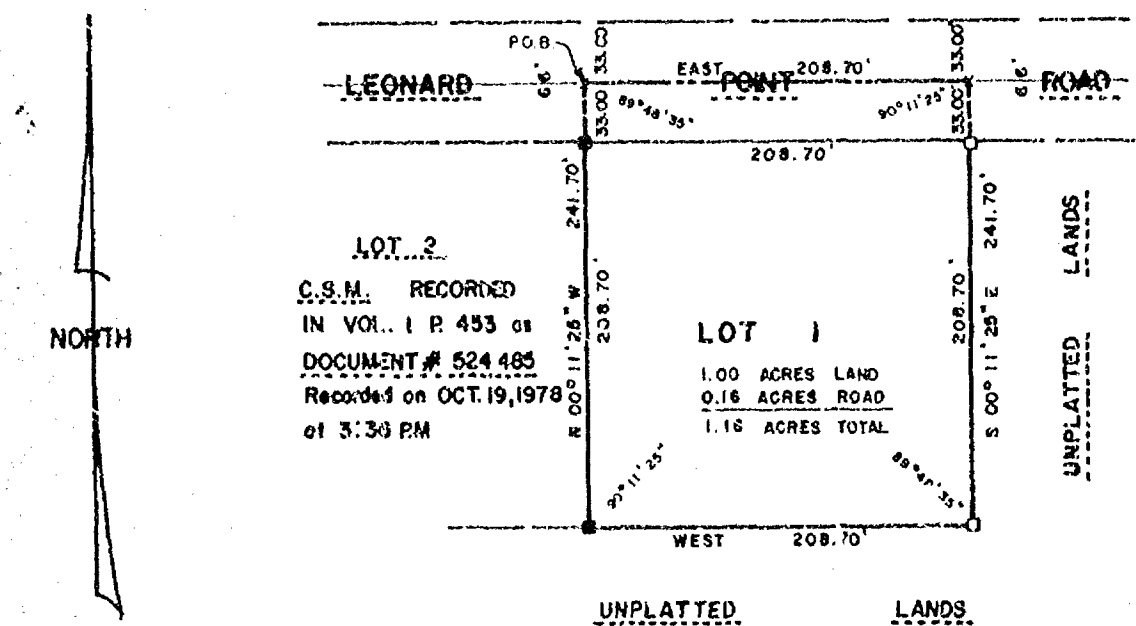 P.O.B.
33.00
33.00'
66'
66'
EAST 208.70'
LEONARD POINT ROAD
33.00
89°48'35"
90°11'25"
33.00'
208.70'
241.70'
208.70'
N 00°11'25" W
241.70'
208.70'
S 00°11'25" E
UNPLATTED LANDS
LOT 2
C.S.M. RECORDED
IN VOL. 1 P. 453 as
DOCUMENT # 524485
Recorded on OCT. 19, 1978
at 3:30 P.M
NORTH
LOT 1
1.00 ACRES LAND
0.16 ACRES ROAD
1.16 ACRES TOTAL
90°11'25"
89°48'35"
WEST 208.70'
UNPLATTED LANDS